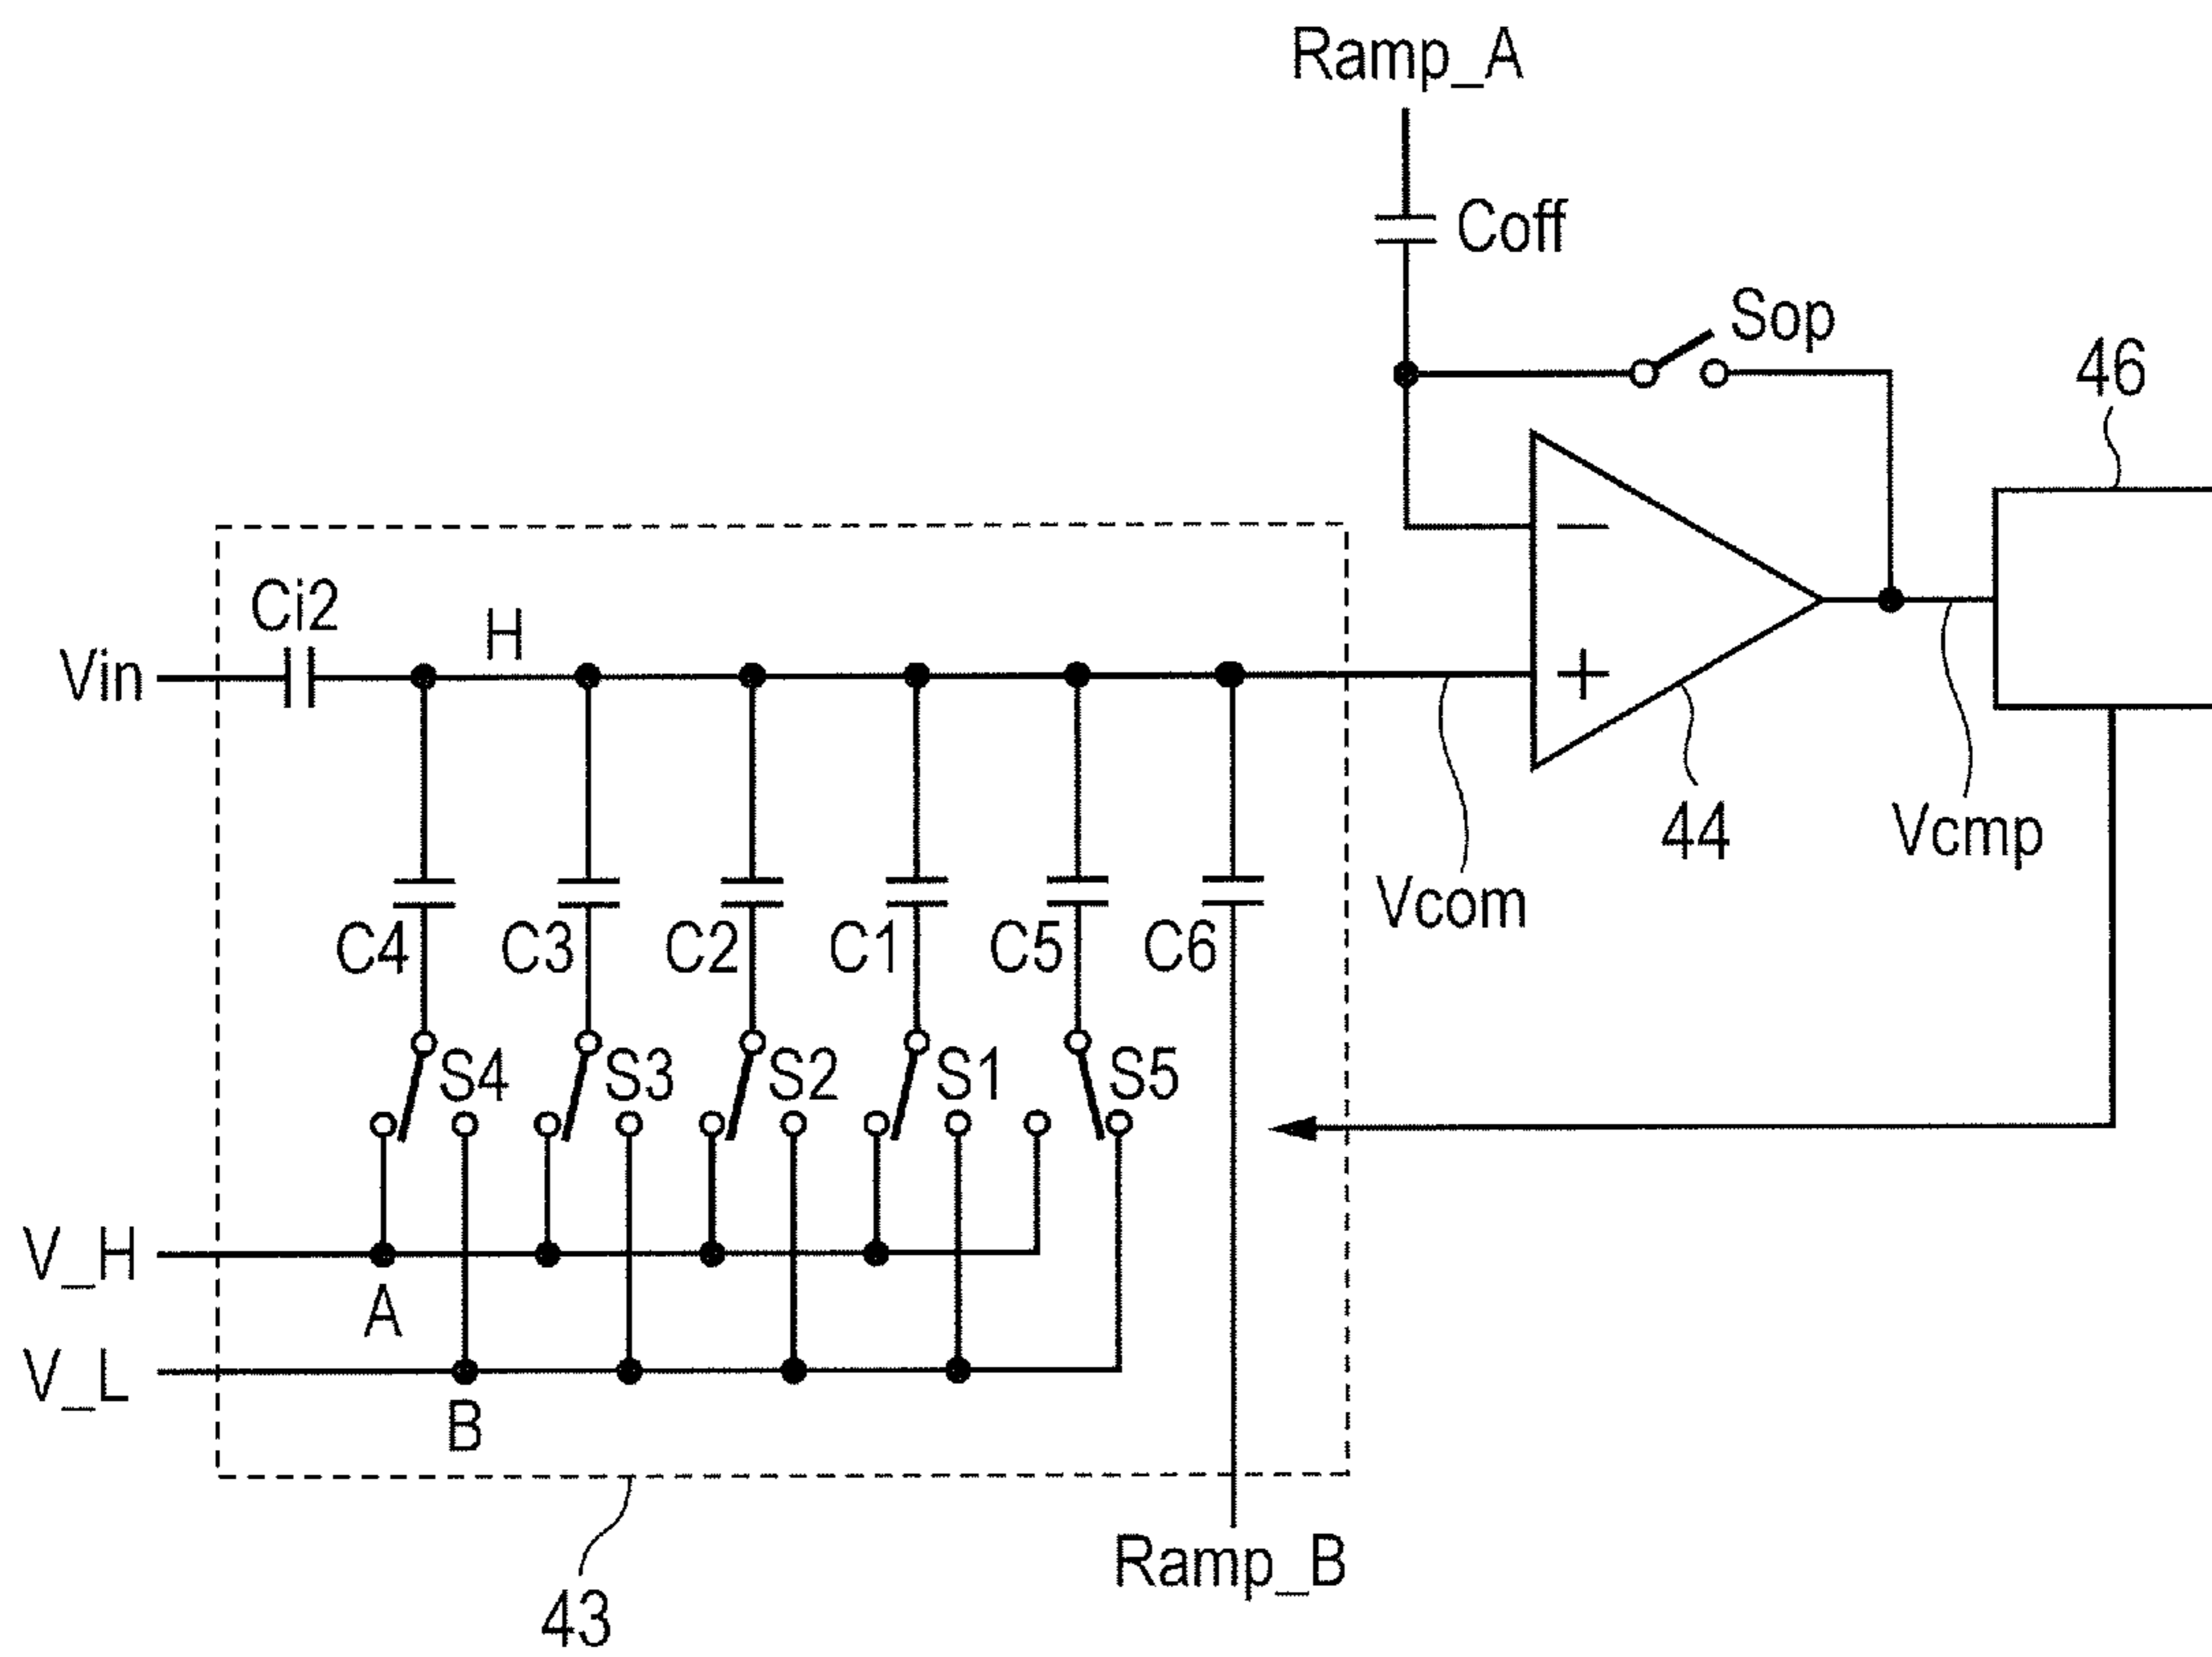 Ramp_A
Coff
Sop
46
Ci2
H
Vin
−
+
44
Vcmp
Vcom
C4
C3
C2
C1
C5
C6
S4
S3
S2
S1
S5
V_H
A
V_L
B
Ramp_B
43